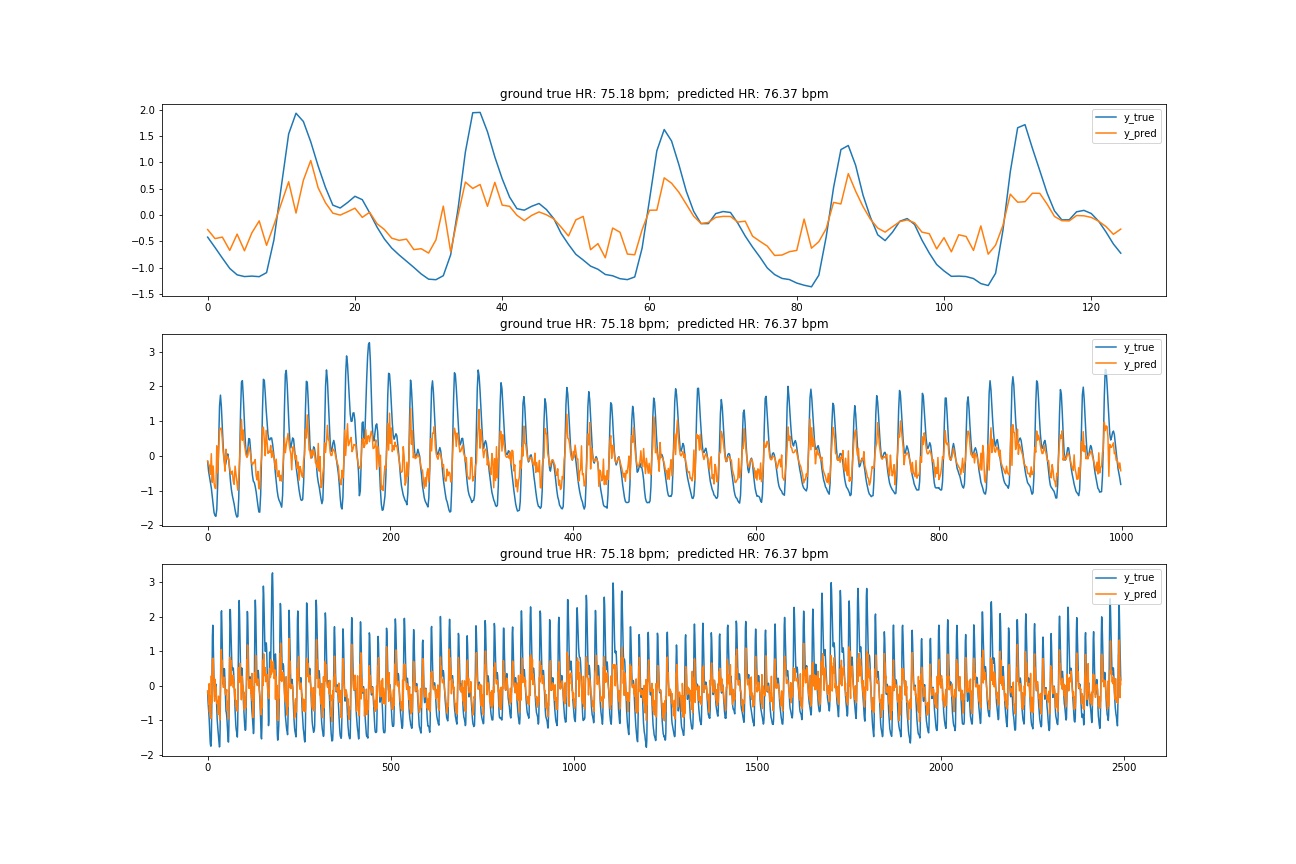 ground true HR: 75.18 bpm;  predicted HR: 76.37 bpm
2.0
1.5
1.0
0.5
0.0
−0.5
−1.0
−1.5
y_true
y_pred
0 20 40 60 80 100 120
ground true HR: 75.18 bpm;  predicted HR: 76.37 bpm
3
2
1
0
−1
−2
y_true
y_pred
0 200 400 600 800 1000
ground true HR: 75.18 bpm;  predicted HR: 76.37 bpm
3
2
1
0
−1
−2
y_true
y_pred
0 500 1000 1500 2000 2500